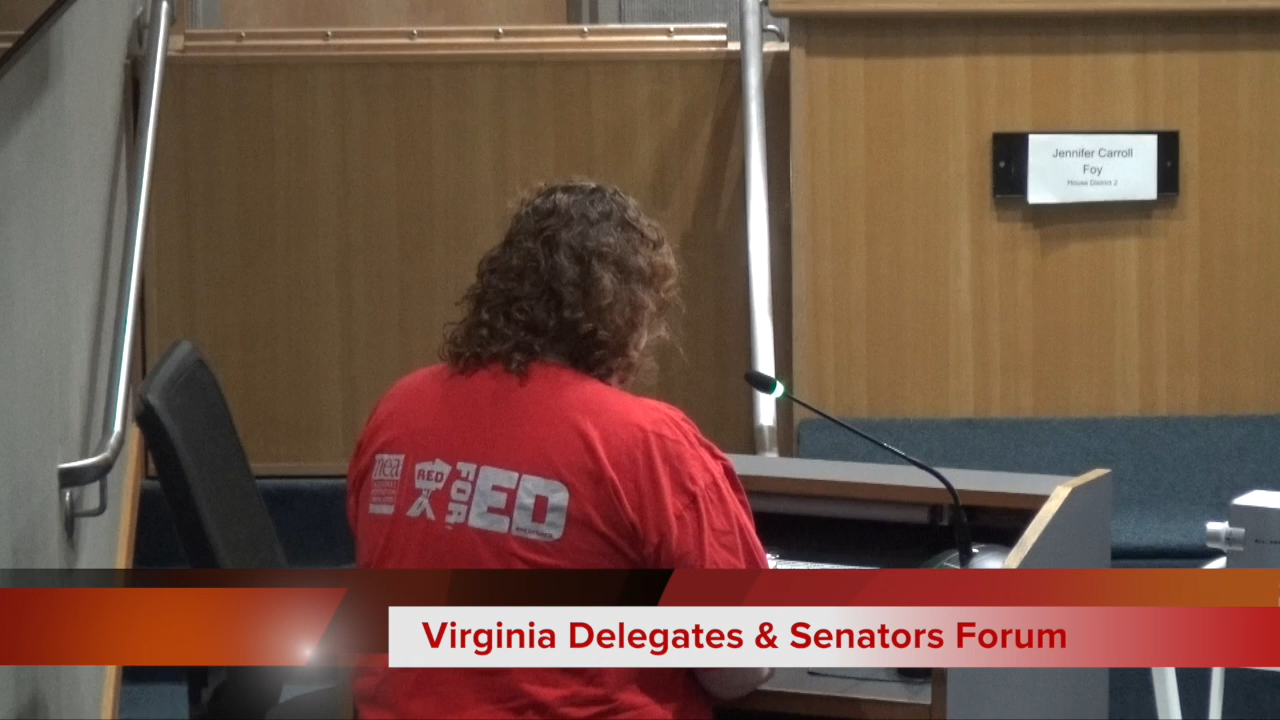 Jennifer Carroll
Foy
House District 2
nea
RED
FOR
ED
Virginia Delegates & Senators Forum